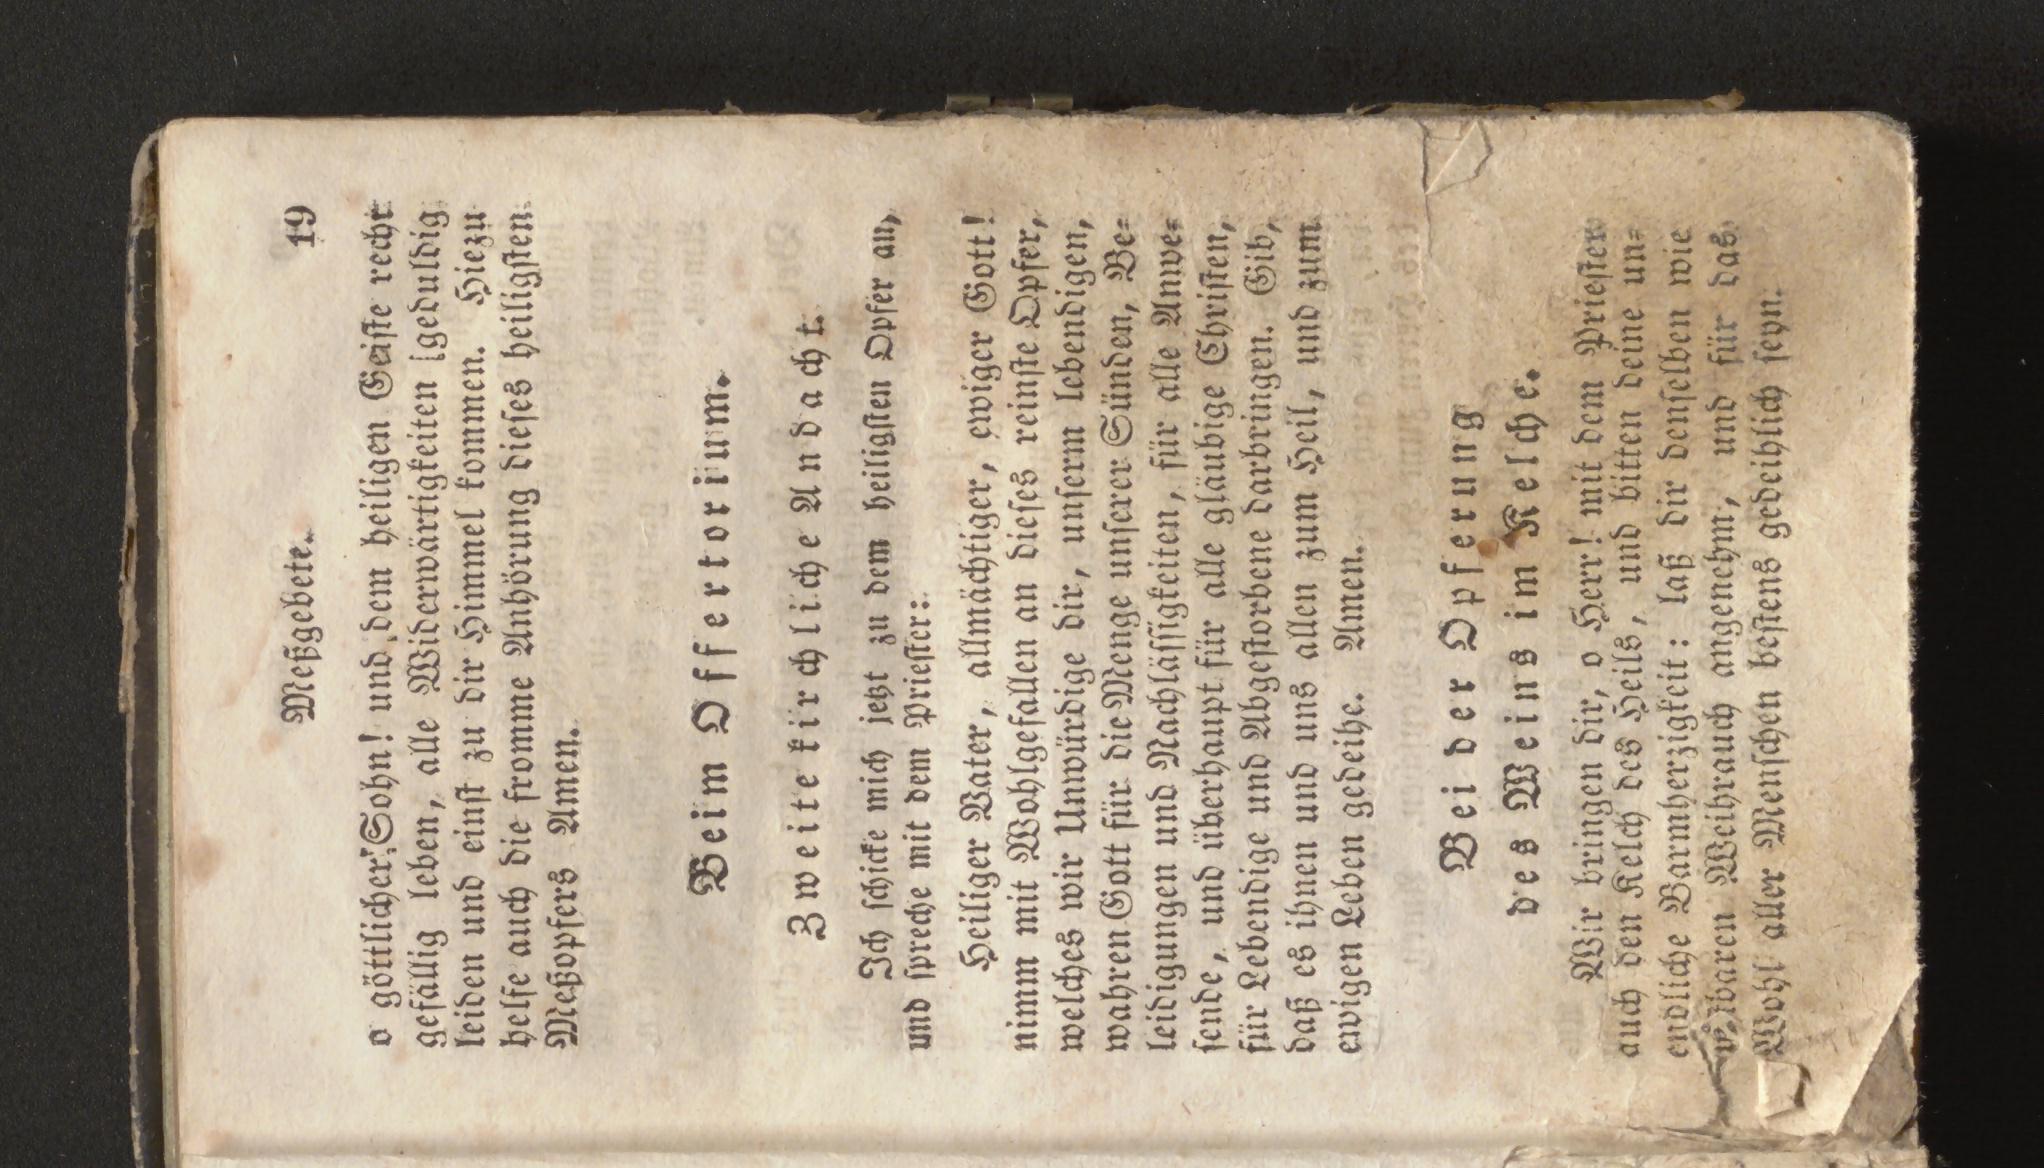 Meßgebete. 19
o göttlicher Sohn! und dem heiligen Geiste recht
gefällig leben, alle Widerwärtigkeiten geduldig
leiden und einst zu dir Himmel kommen. Hiezu
helfe auch die fromme Anhörung dieses heiligsten
Meßopfers Amen.
Beim Offertorium.
Zweite kirchliche Andacht.
Ich schicke mich jetzt zu dem heiligsten Opfer an,
und spreche mit dem Priester:
Heiliger Vater, allmächtiger, ewiger Gott!
nimm mit Wohlgefallen an dieses reinste Opfer,
welches wir Unwürdige dir, unserm lebendigen,
wahren Gott für die Menge unserer Sünden, Be=
leidigungen und Nachlässigkeiten, für alle Anwe=
sende, und überhaupt für alle gläubige Christen,
für Lebendige und Abgestorbene darbringen. Gib,
daß es ihnen und uns allen zum Heil, und zum
ewigen Leben gedeihe. Amen.
Bei der Opferung
des Weins im Kelche.
Wir bringen dir, o Herr! mit dem Priester
auch den Kelch des Heils, und bitten deine un=
endliche Barmherzigkeit: laß dir denselben wie
Weihrauch angenehm, und für das
Wohl aller Menschen bestens gedeihlich seyn.